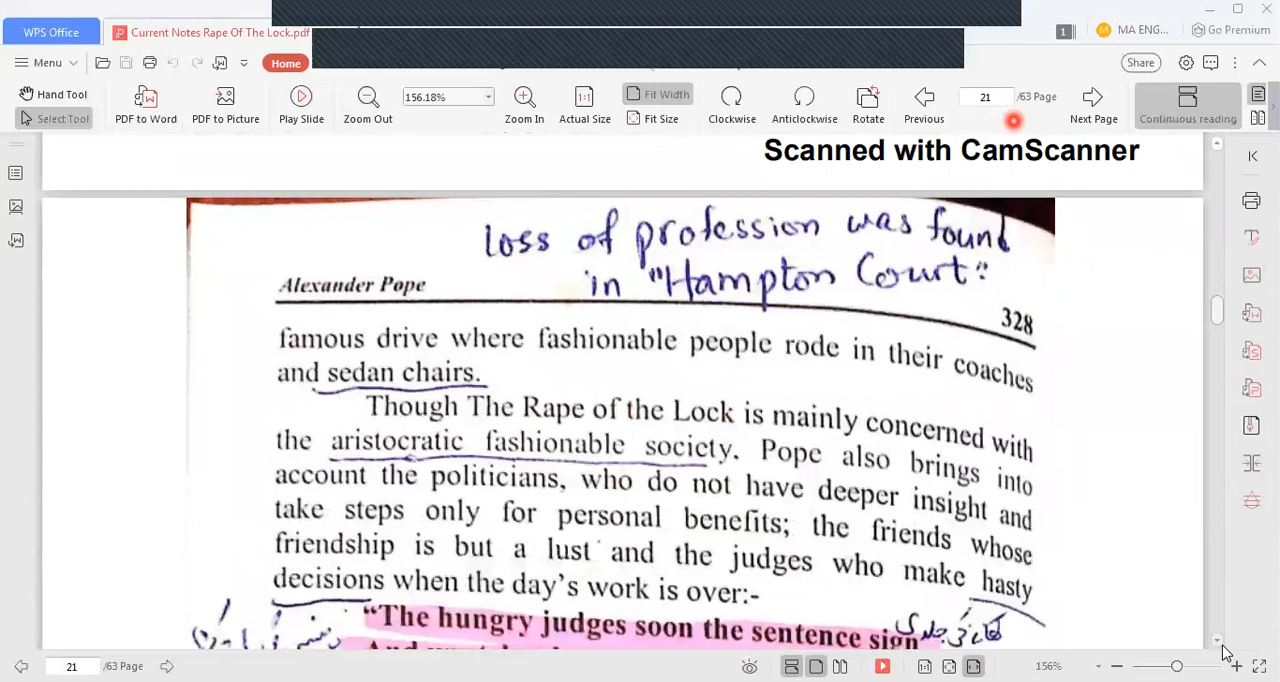 WPS Office
Current Notes Rape Of The Lock.pdf
1
MA ENG...
Go Premium
Menu
Home
Share
Hand Tool
Select Tool
PDF to Word
PDF to Picture
Play Slide
Zoom Out
156.18%
Zoom In
Actual Size
Fit Width
Fit Size
Clockwise
Anticlockwise
Rotate
Previous
21
/63 Page
Next Page
Continuous reading
Scanned with CamScanner
loss of profession was found
in "Hampton Court"
Alexander Pope
328
famous drive where fashionable people rode in their coaches
and sedan chairs.
Though The Rape of the Lock is mainly concerned with
the aristocratic fashionable society. Pope also brings into
account the politicians, who do not have deeper insight and
take steps only for personal benefits; the friends whose
friendship is but a lust and the judges who make hasty
decisions when the day's work is over:-
"The hungry judges soon the sentence sign
21
/63 Page
156%